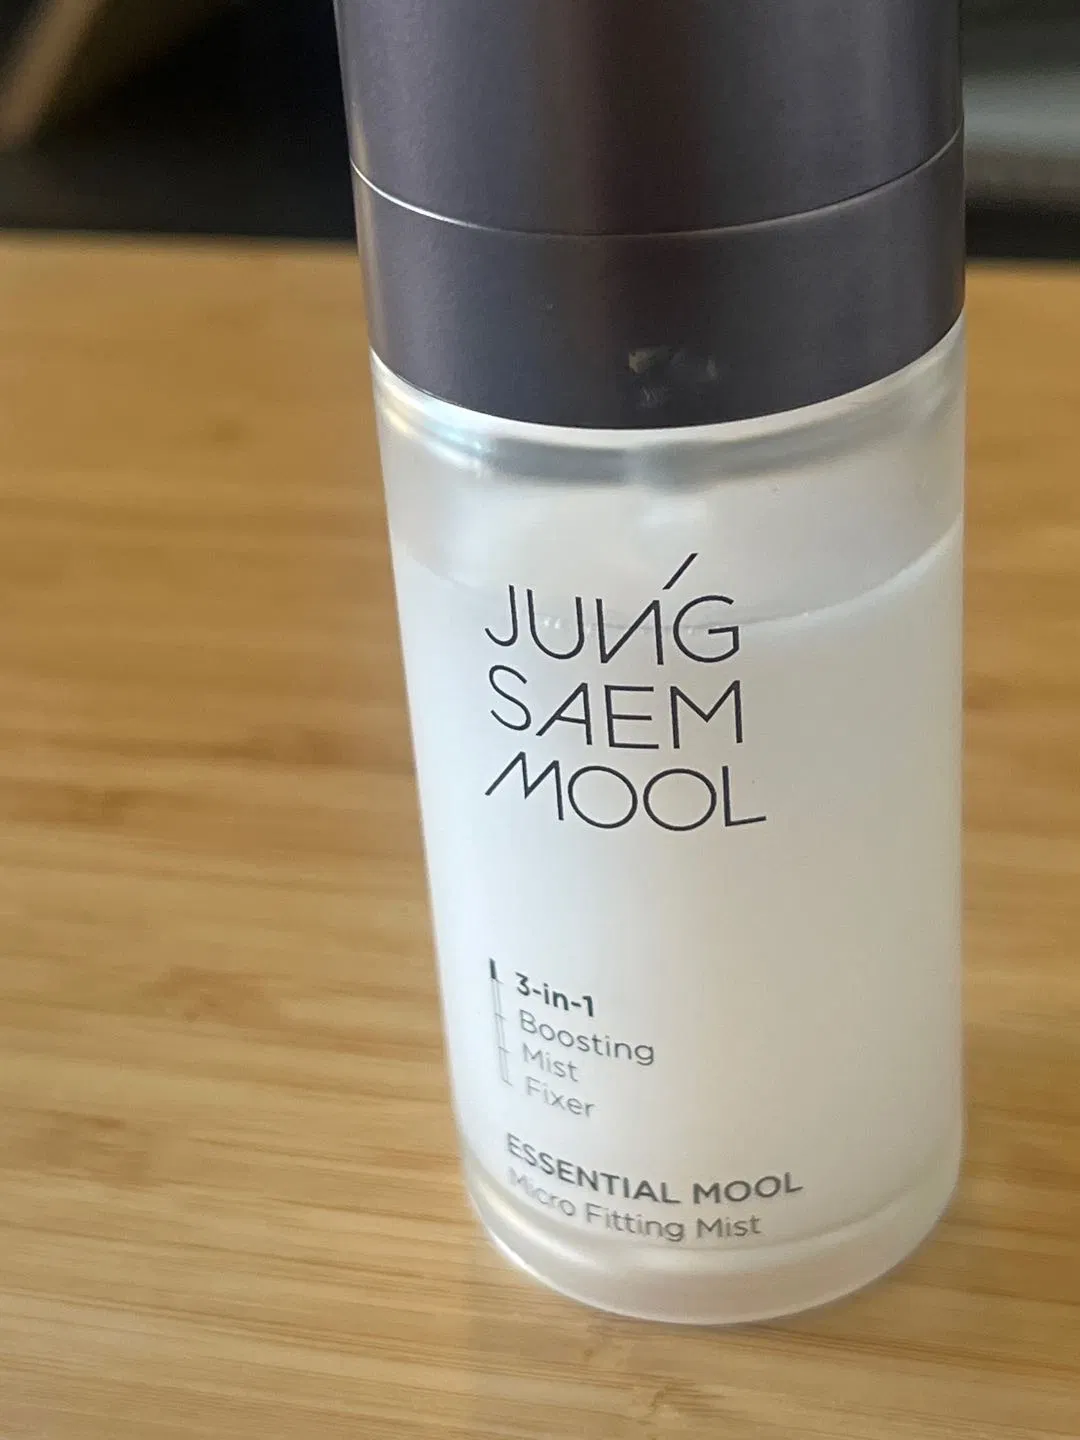 JUNG
SAEM
MOOL
3-in-1
Boosting
Mist
Fixer
ESSENTIAL MOOL
Micro Fitting Mist